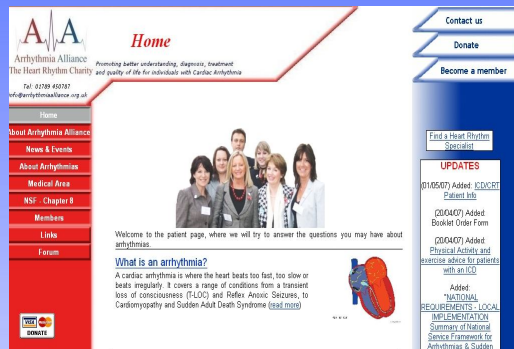 Arrhythmia Alliance
The Heart Rhythm Charity
Tel: 01789 450787
info@arrhythmiaalliance.org.uk
Home
Promoting better understanding, diagnosis, treatment
and quality of life for individuals with Cardiac Arrhythmia
Contact us
Donate
Become a member
Home
About Arrhythmia Alliance
News & Events
About Arrhythmias
Medical Area
NSF - Chapter 8
Members
Links
Forum
VISA
DONATE
Welcome to the patient page, where we will try to answer the questions you may have about
arrhythmias.
What is an arrhythmia?
A cardiac arrhythmia is where the heart beats too fast, too slow or
beats irregularly. It covers a range of conditions from a transient
loss of consciousness (T-LOC) and Reflex Anoxic Seizures, to
Cardiomyopathy and Sudden Adult Death Syndrome (read more)
Find a Heart Rhythm
Specialist
UPDATES
(01/05/07) Added: ICD/CRT
Patient Info
(20/04/07) Added:
Booklet Order Form
(20/04/07) Added:
Physical Activity and
exercise advice for patients
with an ICD
Added:
"NATIONAL
REQUIREMENTS - LOCAL
IMPLEMENTATION
Summary of National
Service Framework for
Arrhythmias & Sudden